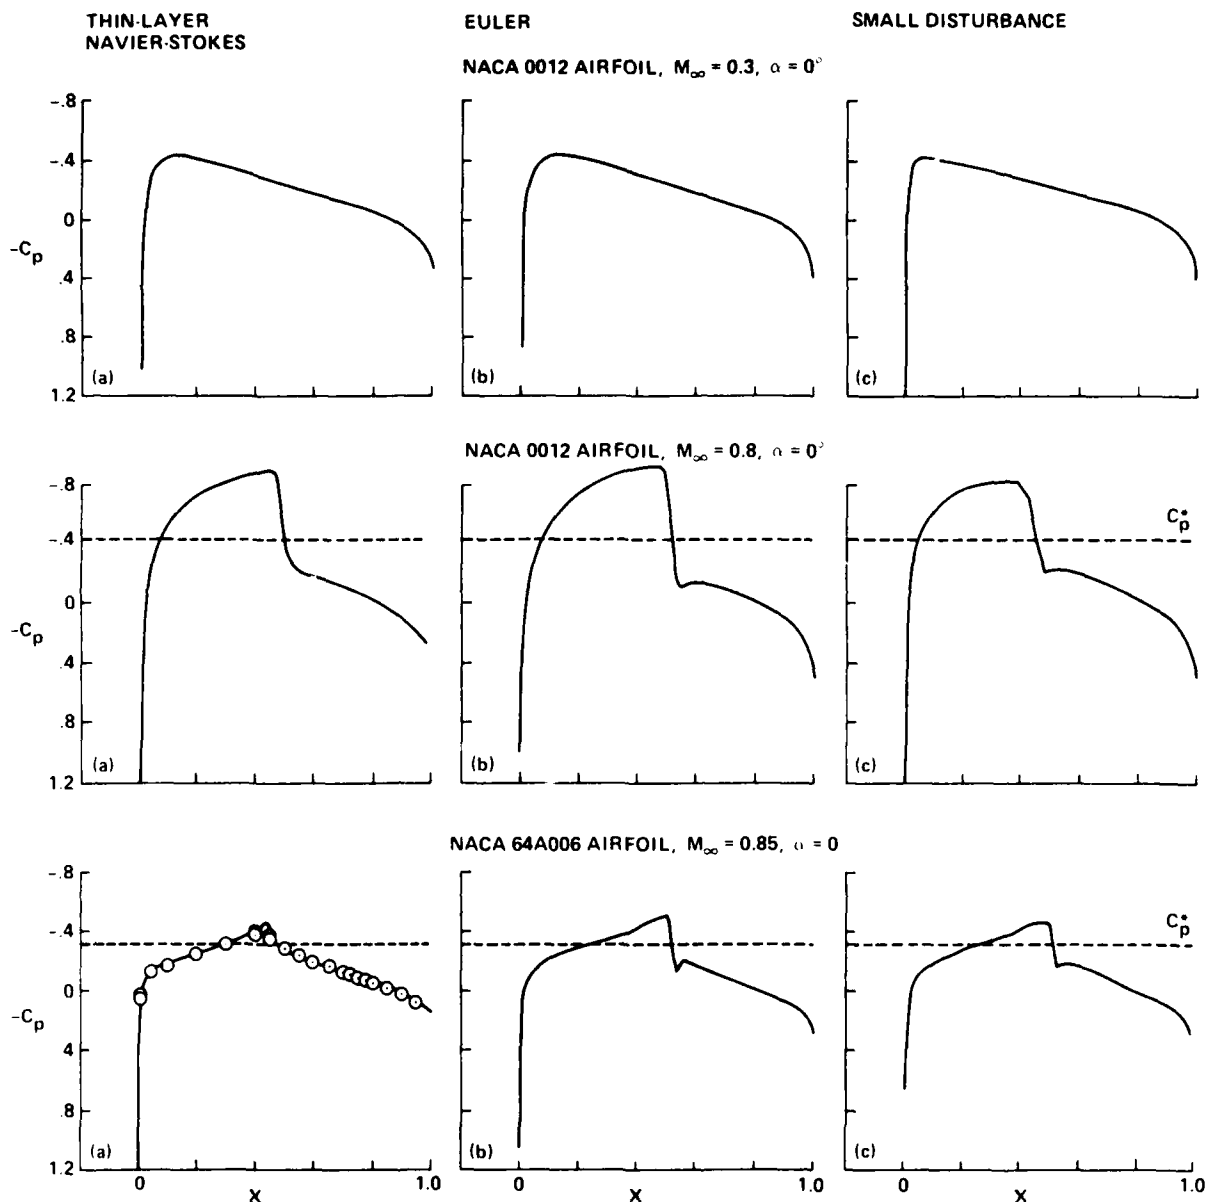 THIN-LAYER
NAVIER-STOKES
EULER
SMALL DISTURBANCE
NACA 0012 AIRFOIL, M∞ = 0.3, α = 0°
-.8
-.4
0
-Cp
.4
.8
1.2
(a)
(b)
(c)
NACA 0012 AIRFOIL, M∞ = 0.8, α = 0°
-.8
-.4
0
-Cp
.4
.8
1.2
(a)
(b)
(c)
Cp*
NACA 64A006 AIRFOIL, M∞ = 0.85, α = 0
-.8
-.4
0
-Cp
4
.8
1.2
(a)
(b)
(c)
Cp*
0
X
1.0
0
X
1.0
0
X
1.0